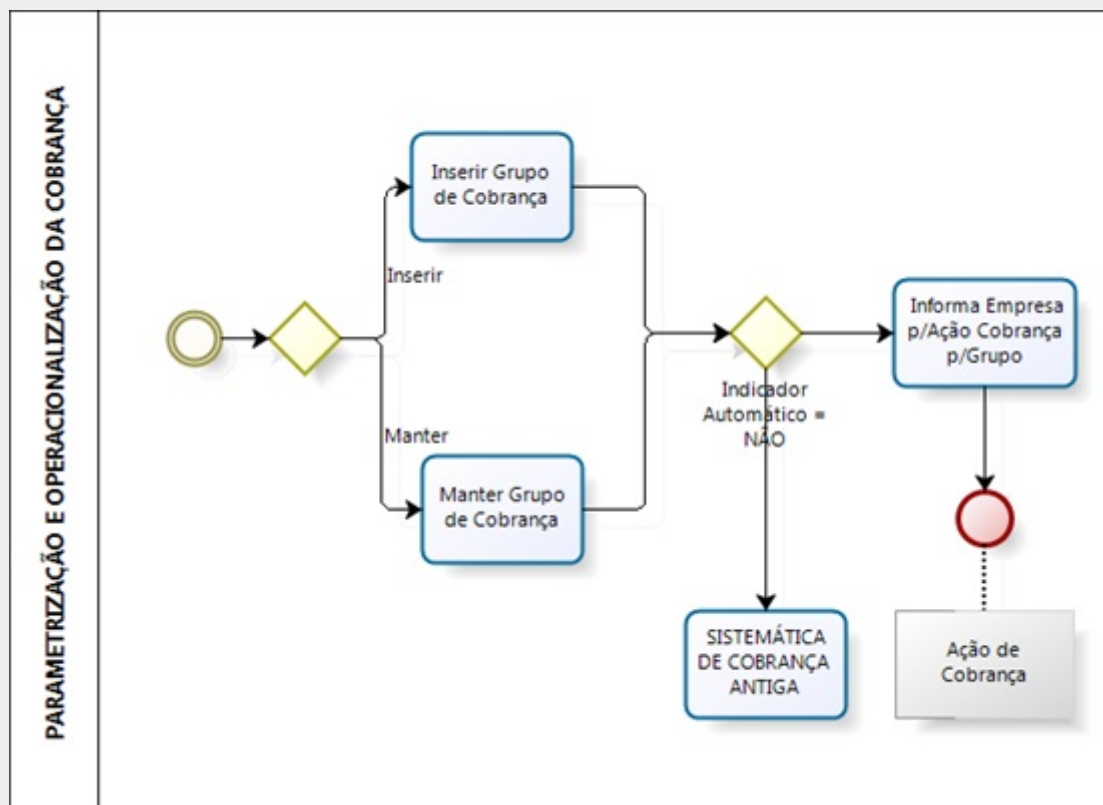 PARAMETRIZAÇÃO E OPERACIONALIZAÇÃO DA COBRANÇA
Inserir Grupo
de Cobrança
Inserir
Manter
Manter Grupo
de Cobrança
Indicador
Automático =
NÃO
Informa Empresa
p/Ação Cobrança
p/Grupo
SISTEMÁTICA
DE COBRANÇA
ANTIGA
Ação de
Cobrança